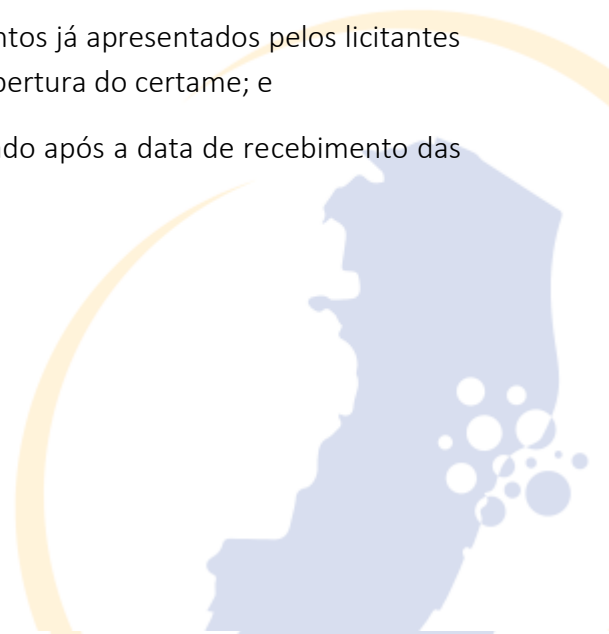 ntos já apresentados pelos licitantes
pertura do certame; e
do após a data de recebimento das